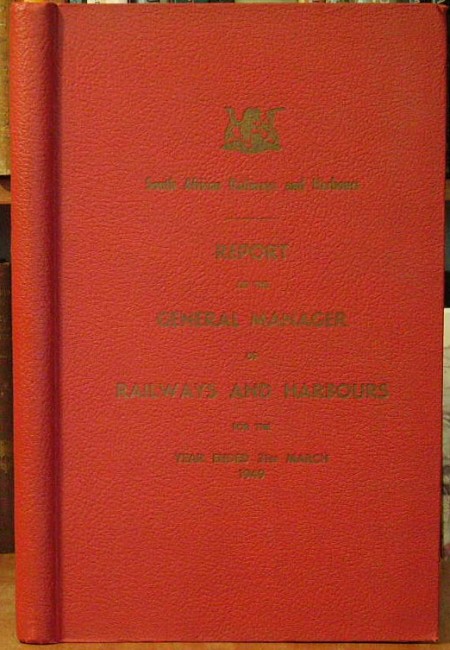 South African Railways and Harbours
REPORT
OF THE
GENERAL MANAGER
OF
RAILWAYS AND HARBOURS
FOR THE
YEAR ENDED 31st MARCH
1949